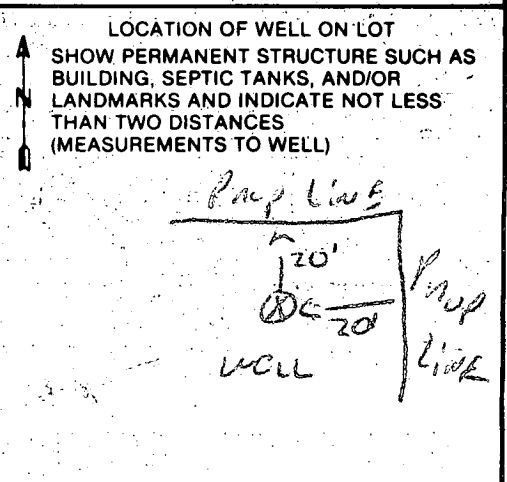 LOCATION OF WELL ON LOT
SHOW PERMANENT STRUCTURE SUCH AS
BUILDING, SEPTIC TANKS, AND/OR
N LANDMARKS AND INDICATE NOT LESS
THAN TWO DISTANCES
(MEASUREMENTS TO WELL)
Prop Line
20'
Prop
20'
WELL
Line